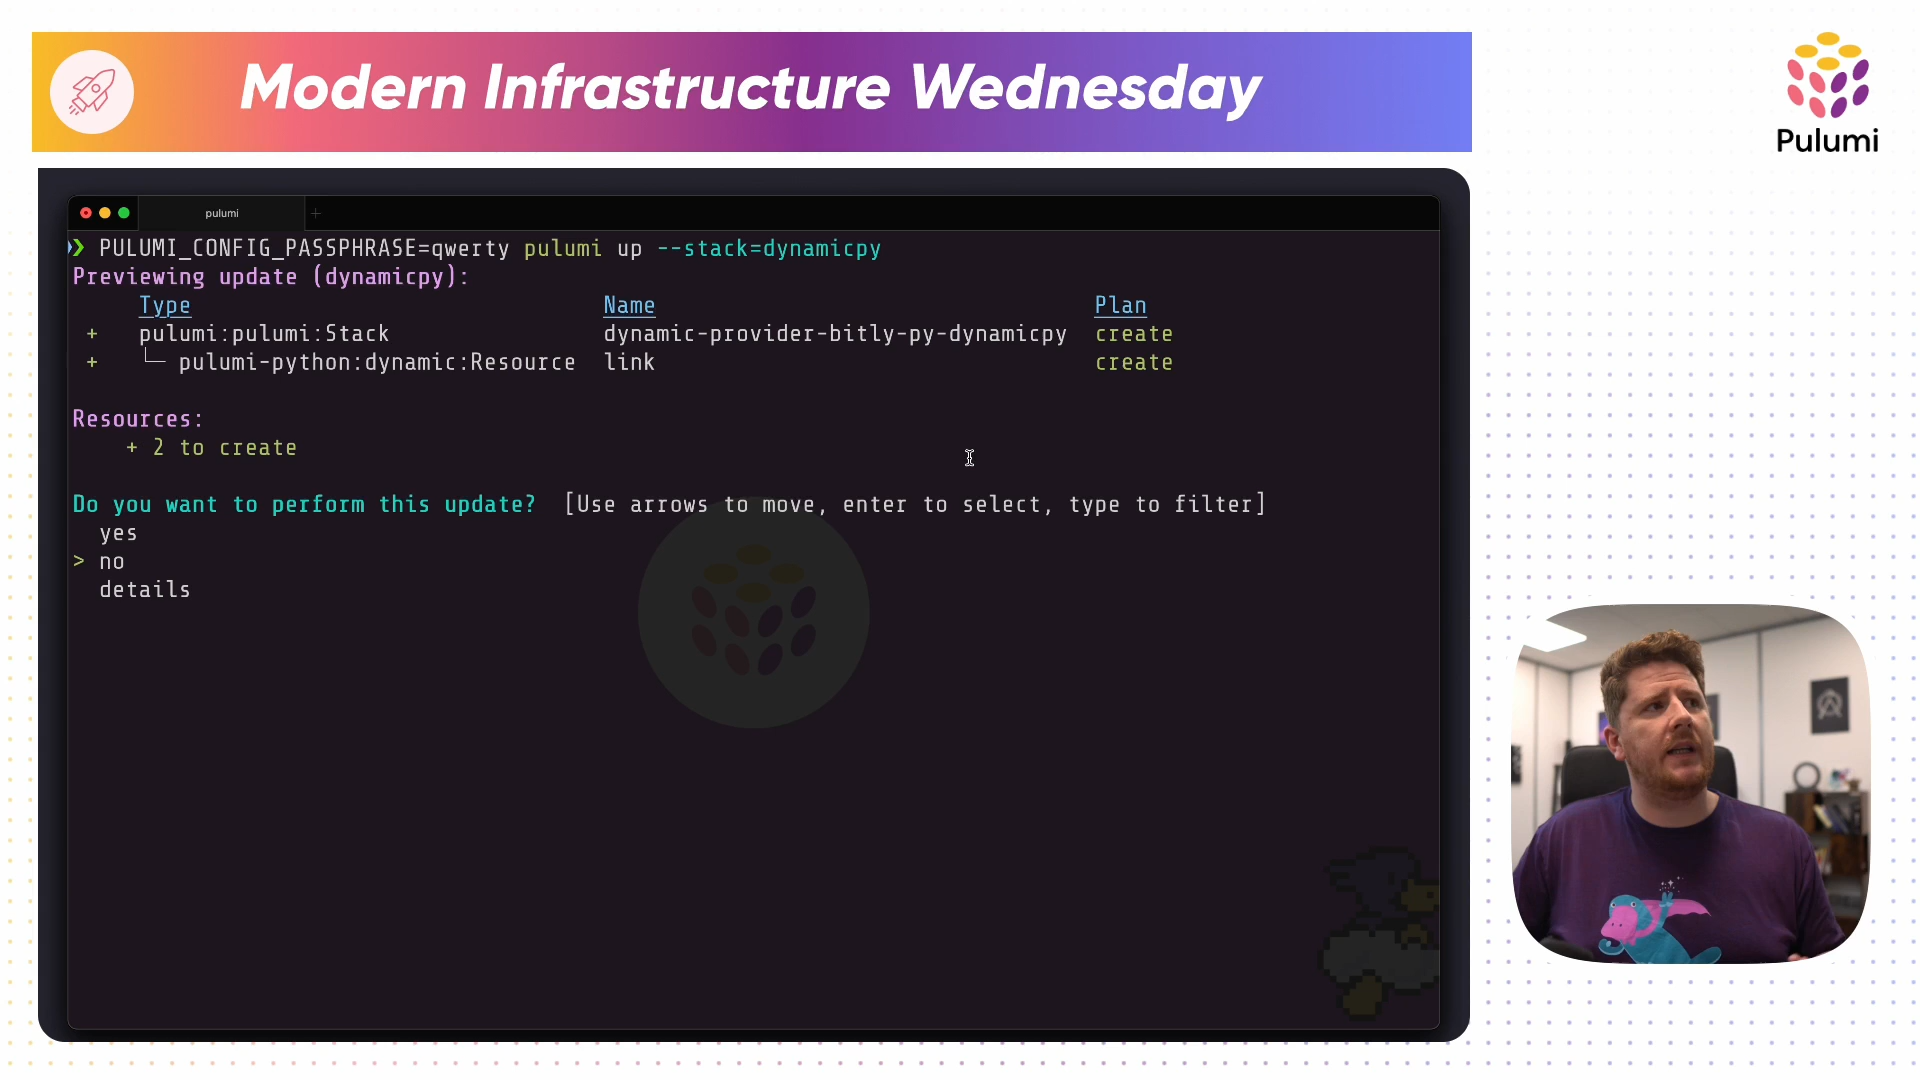 Modern Infrastructure Wednesday
Pulumi
pulumi
❯ PULUMI_CONFIG_PASSPHRASE=qwerty pulumi up --stack=dynamicpy
Previewing update (dynamicpy):
Type Name Plan
+ pulumi:pulumi:Stack dynamic-provider-bitly-py-dynamicpy create
+ └─ pulumi-python:dynamic:Resource link create
Resources:
+ 2 to create
Do you want to perform this update? [Use arrows to move, enter to select, type to filter]
yes
> no
details